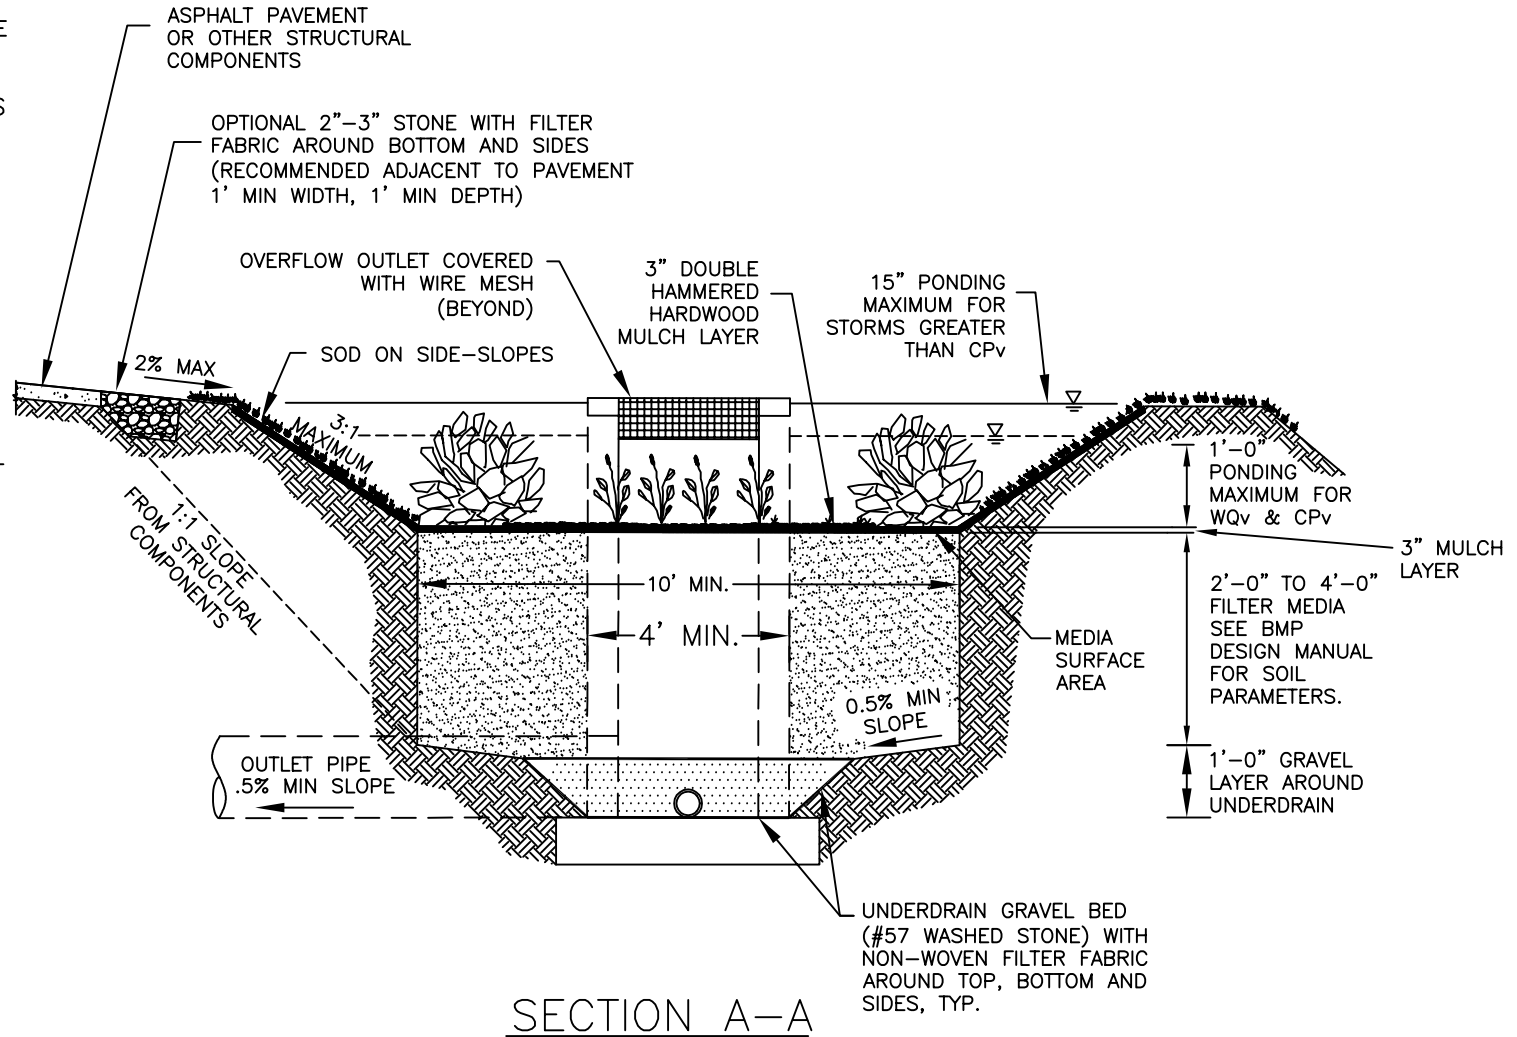 E
S
ASPHALT PAVEMENT
OR OTHER STRUCTURAL
COMPONENTS
OPTIONAL 2”–3” STONE WITH FILTER
FABRIC AROUND BOTTOM AND SIDES
(RECOMMENDED ADJACENT TO PAVEMENT
1’ MIN WIDTH, 1’ MIN DEPTH)
OVERFLOW OUTLET COVERED
WITH WIRE MESH
(BEYOND)
3” DOUBLE
HAMMERED
HARDWOOD
MULCH LAYER
15” PONDING
MAXIMUM FOR
STORMS GREATER
THAN CPv
SOD ON SIDE–SLOPES
2% MAX
3:1
MAXIMUM
1:1 SLOPE
FROM STRUCTURAL
COMPONENTS
1’–0”
PONDING
MAXIMUM FOR
WQv & CPv
3” MULCH
LAYER
10’ MIN.
4’ MIN.
2’–0” TO 4’–0”
FILTER MEDIA
SEE BMP
DESIGN MANUAL
FOR SOIL
PARAMETERS.
MEDIA
SURFACE
AREA
0.5% MIN
SLOPE
OUTLET PIPE
.5% MIN SLOPE
1’–0” GRAVEL
LAYER AROUND
UNDERDRAIN
UNDERDRAIN GRAVEL BED
(#57 WASHED STONE) WITH
NON–WOVEN FILTER FABRIC
AROUND TOP, BOTTOM AND
SIDES, TYP.
SECTION A–A